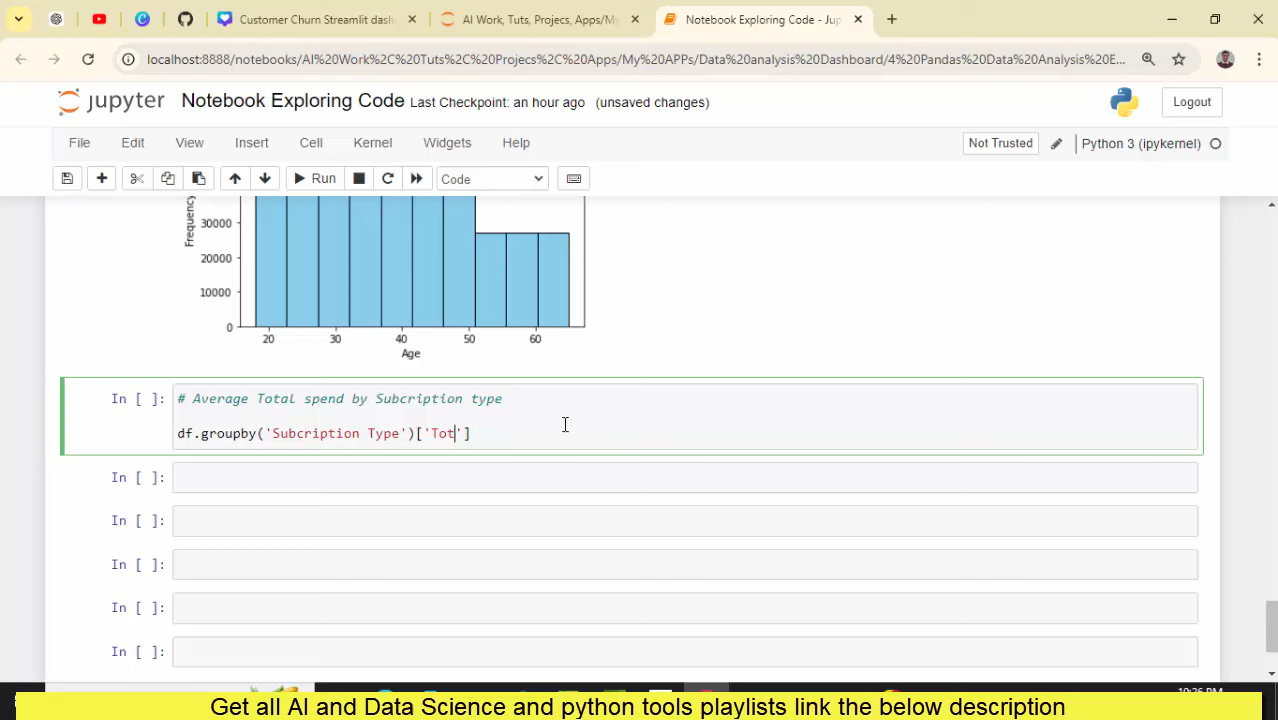 Customer Churn Streamlit dash
AI Work, Tuts, Projecs, Apps/My
Notebook Exploring Code - Jup
localhost:8888/notebooks/AI%20Work%2C%20Tuts%2C%20Projecs%2C%20Apps/My%20APPs/Data%20analysis%20Dashboard/4%20Pandas%20Data%20Analysis%20E...
jupyter Notebook Exploring Code Last Checkpoint: an hour ago (unsaved changes) Logout
File Edit View Insert Cell Kernel Widgets Help Not Trusted Python 3 (ipykernel)
Run Code
Frequency
30000
20000
10000
0
20 30 40 50 60
Age
In [ ]: # Average Total spend by Subcription type
df.groupby('Subcription Type')['Tot']
In [ ]:
In [ ]:
In [ ]:
In [ ]:
In [ ]:
Get all AI and Data Science and python tools playlists link the below description